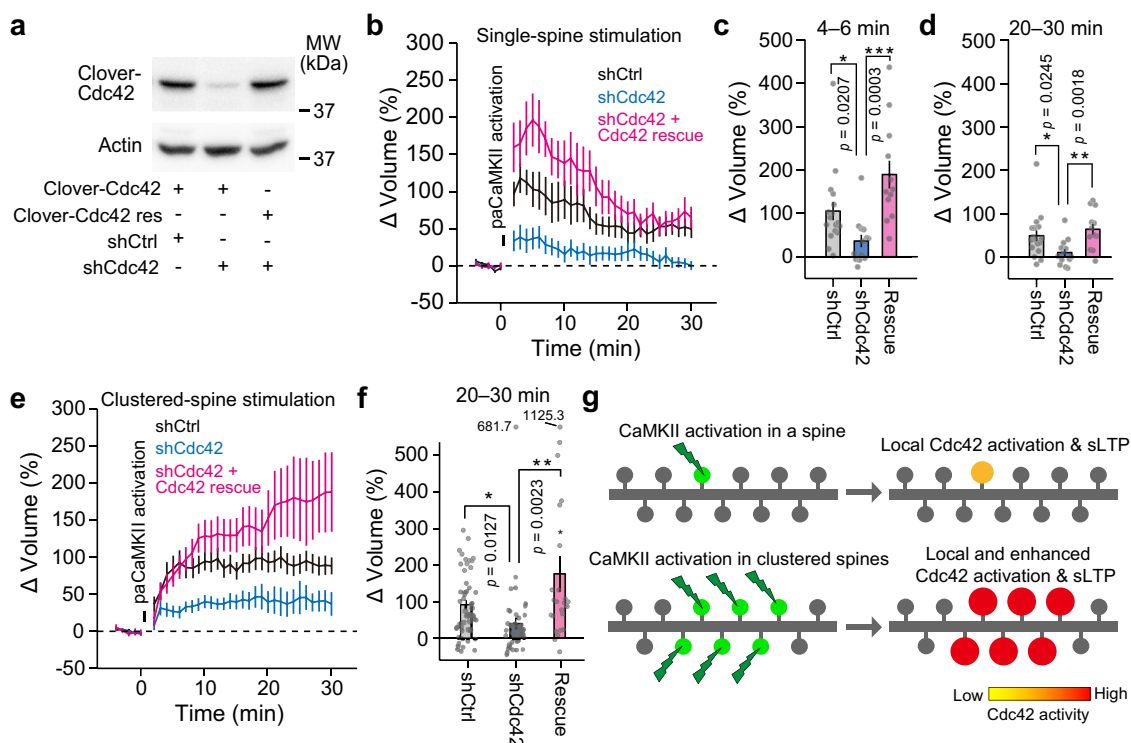 a
MW
(kDa)
Clover-
Cdc42
37
Actin
37
Clover-Cdc42 + + -
Clover-Cdc42 res - - +
shCtrl + - -
shCdc42 - + +
b
Single-spine stimulation
shCtrl
shCdc42
shCdc42 +
Cdc42 rescue
paCaMKII activation
Δ Volume (%)
300
250
200
150
100
50
0
-50
0 10 20 30
Time (min)
c
4–6 min
Δ Volume (%)
500
400
300
200
100
0
* ***
p = 0.0207
p = 0.0003
shCtrl
shCdc42
Rescue
d
20–30 min
Δ Volume (%)
500
400
300
200
100
0
p = 0.0245
p = 0.0018
* **
shCtrl
shCdc42
Rescue
e
Clustered-spine stimulation
shCtrl
shCdc42
shCdc42 +
Cdc42 rescue
paCaMKII activation
Δ Volume (%)
300
250
200
150
100
50
0
-50
0 10 20 30
Time (min)
f
20–30 min
1125.3
681.7
Δ Volume (%)
500
400
300
200
100
0
* **
p = 0.0127
p = 0.0023
*
shCtrl
shCdc42
Rescue
g
CaMKII activation in a spine
Local Cdc42 activation & sLTP
CaMKII activation in clustered spines
Local and enhanced
Cdc42 activation & sLTP
Low High
Cdc42 activity